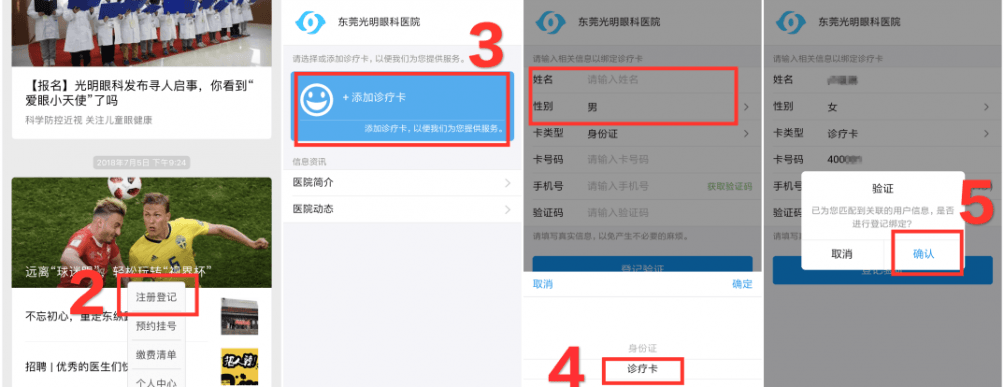 【报名】光明眼科发布寻人启事，你看到“
爱眼小天使”了吗
科学防控近视 关注儿童眼健康
2018年7月5日 下午9:24
远离“球迷眼” 轻松玩转“视界杯”
2
注册登记
不忘初心，重走东纵
预约挂号
缴费清单
招聘 | 优秀的医生们快
个人中心
东莞光明眼科医院
3
请选择或添加诊疗卡，以便我们为您提供服务。
+ 添加诊疗卡
添加诊疗卡，以便我们为您提供服务。
信息资讯
医院简介
医院动态
东莞光明眼科医院
请输入相关信息以绑定诊疗卡
姓名 请输入姓名
性别 男
卡类型 身份证
卡号码 请输入卡号码
手机号 请输入手机号 获取验证码
验证码 请输入验证码
请填写真实信息，以免产生不必要的麻烦。
登记验证
取消 确定
身份证
4 诊疗卡
东莞光明眼科医院
请输入相关信息以绑定诊疗卡
姓名
性别 女
卡类型 诊疗卡
卡号码 400
手机号
验证
5
已为您匹配到关联的用户信息，是否
进行登记绑定？
验证码
请填写真
取消 确认